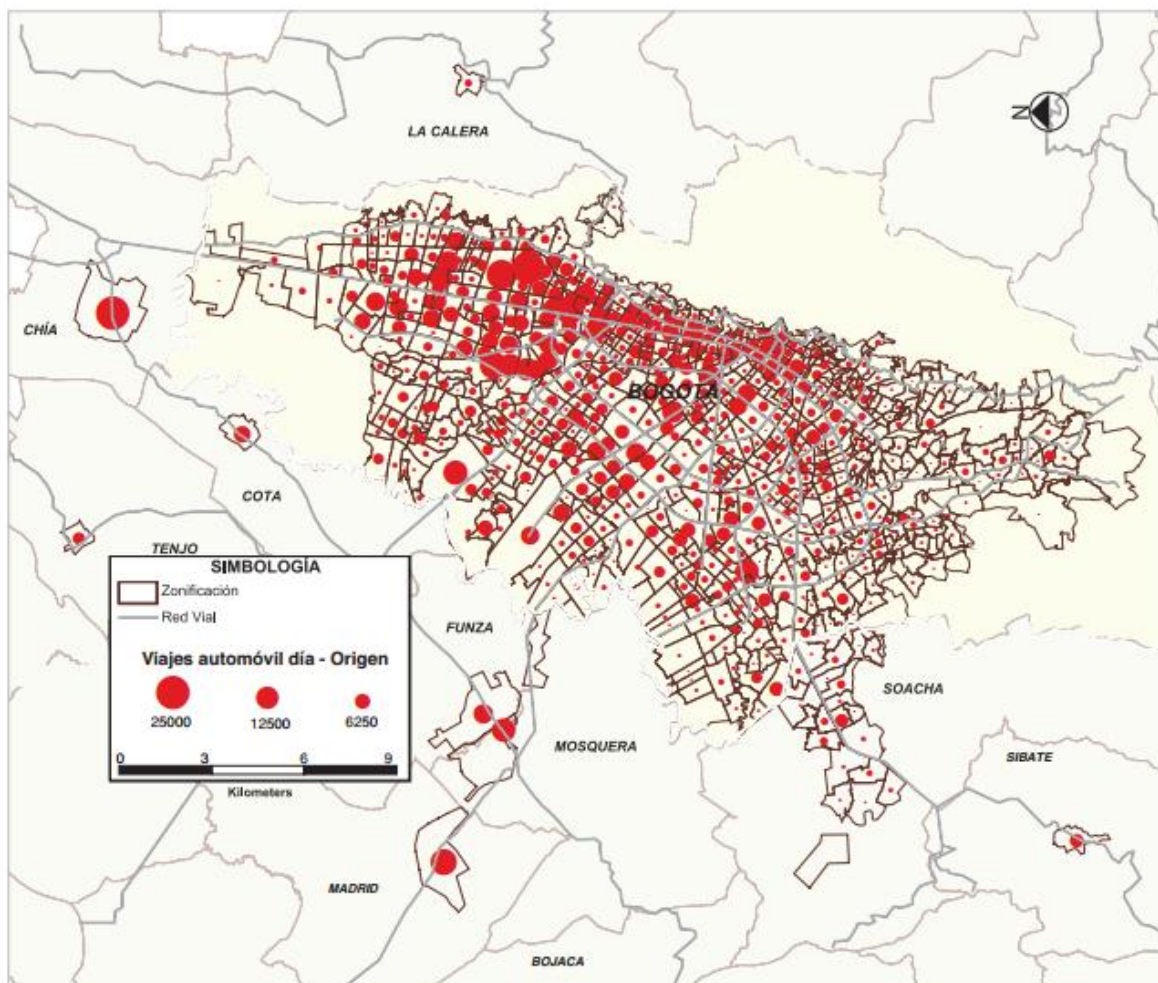 LA CALERA
N
CHÍA
BOGOTA
COTA
TENJO
SIMBOLOGÍA
Zonificación
Red Vial
Viajes automóvil día - Origen
25000 12500 6250
0 3 6 9
Kilometers
FUNZA
SOACHA
MOSQUERA
SIBATE
MADRID
BOJACA